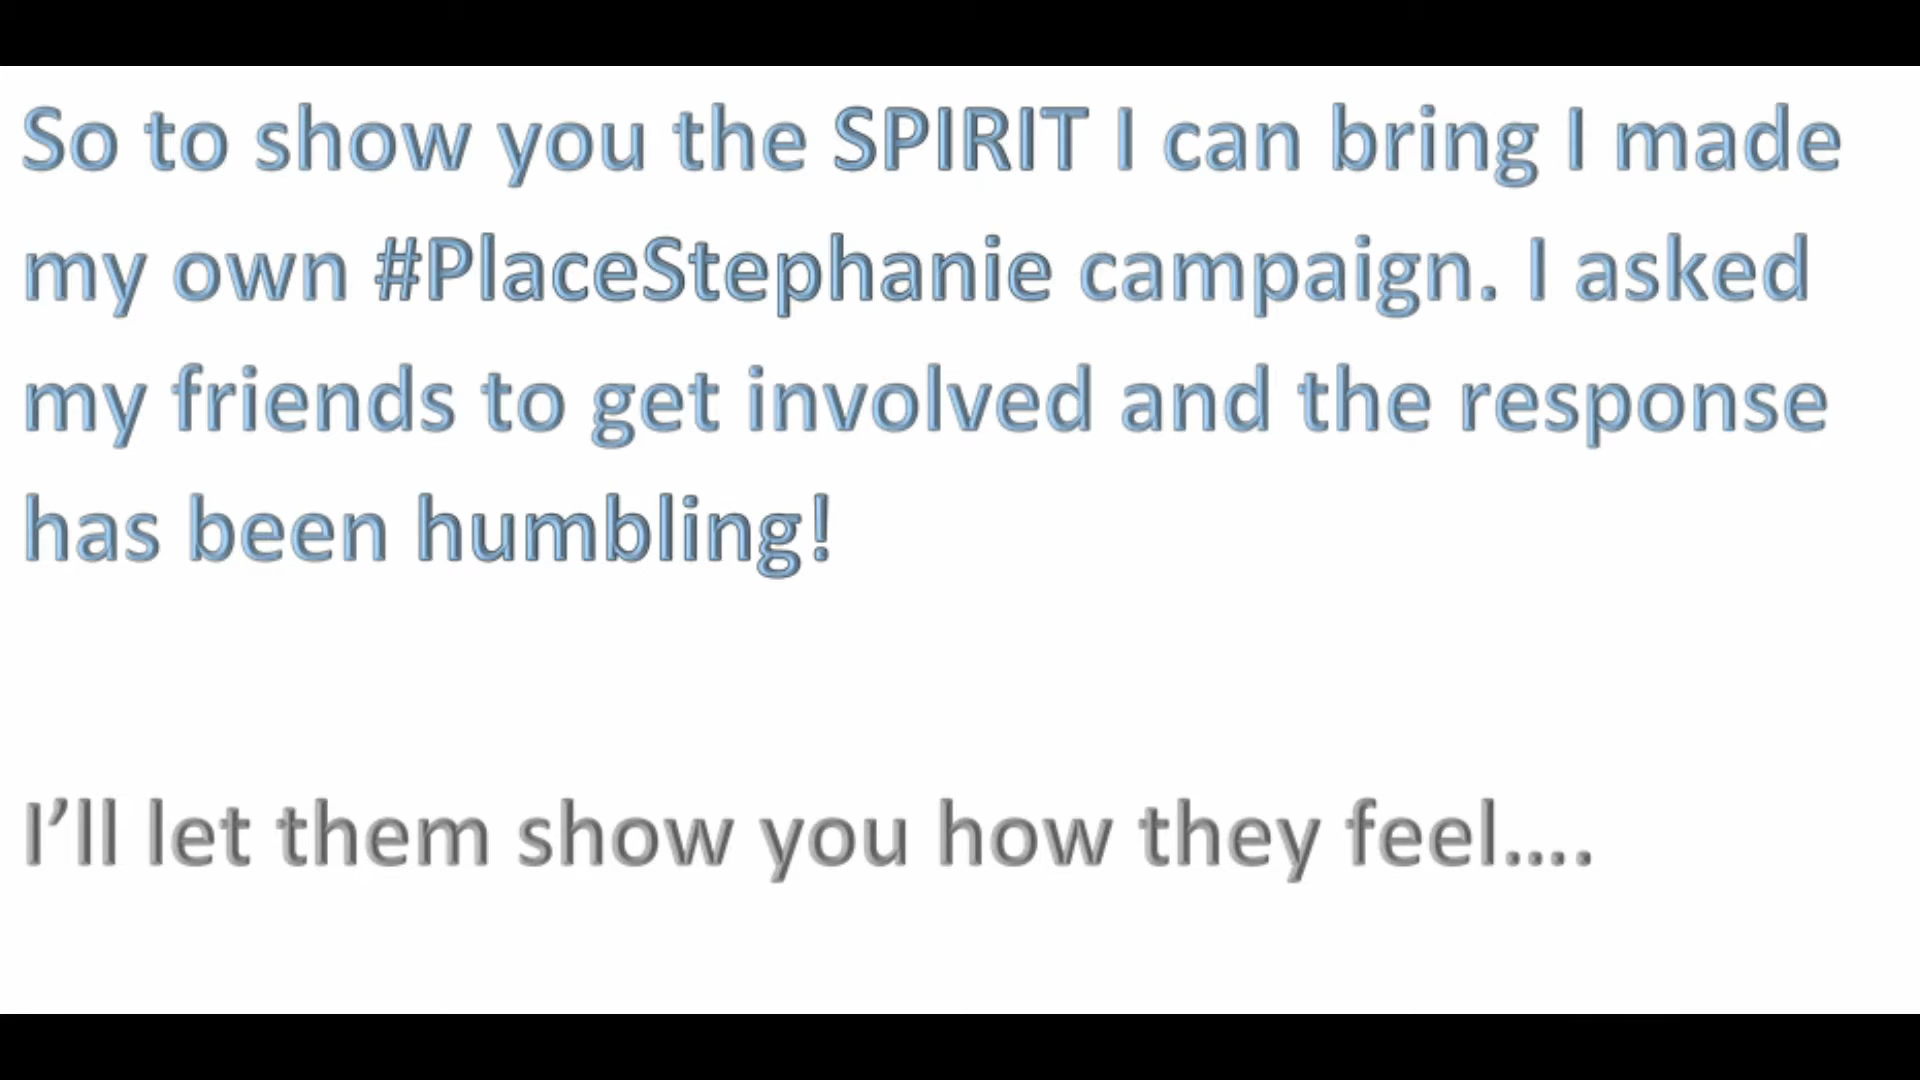 So to show you the SPIRIT I can bring I made
my own #PlaceStephanie campaign. I asked
my friends to get involved and the response
has been humbling!
I’ll let them show you how they feel….